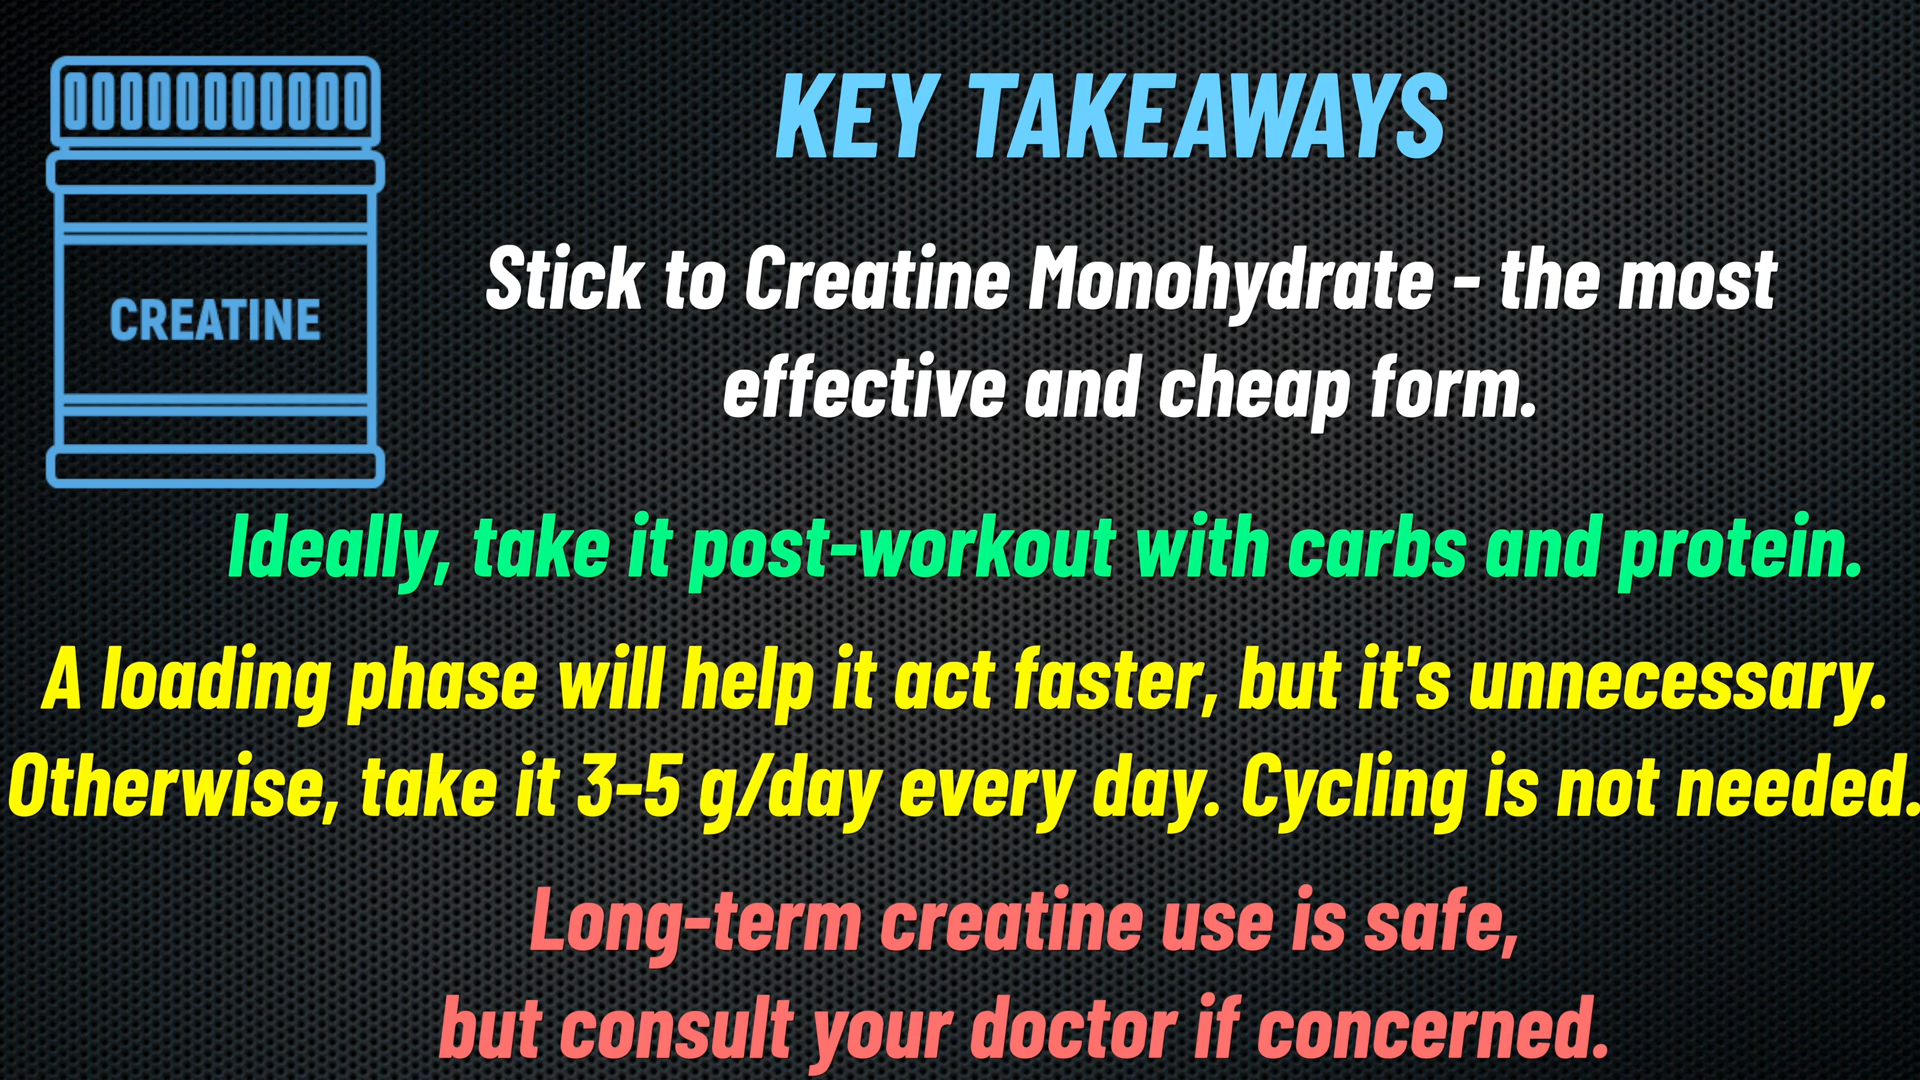 KEY TAKEAWAYS
CREATINE
Stick to Creatine Monohydrate - the most
effective and cheap form.
Ideally, take it post-workout with carbs and protein.
A loading phase will help it act faster, but it's unnecessary.
Otherwise, take it 3-5 g/day every day. Cycling is not needed.
Long-term creatine use is safe,
but consult your doctor if concerned.